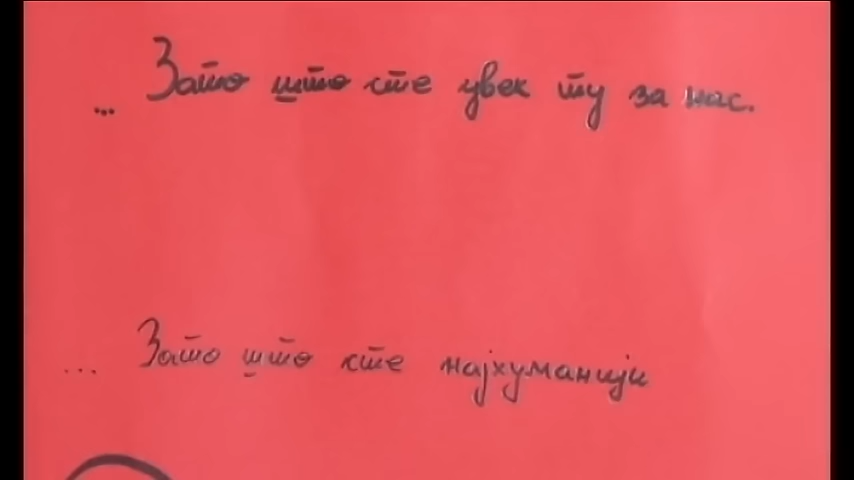 ... Зато што сте увек ту за нас.
... Зато што сте најхуманији